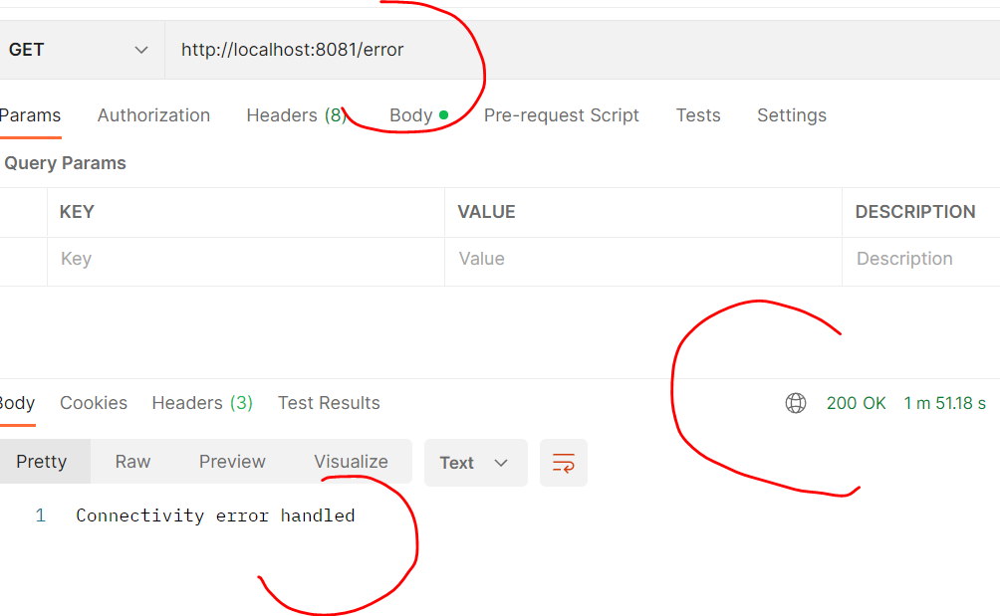 GET http://localhost:8081/error
Params Authorization Headers (8) Body Pre-request Script Tests Settings
Query Params
KEY VALUE DESCRIPTION
Key Value Description
Body Cookies Headers (3) Test Results 200 OK 1 m 51.18 s
Pretty Raw Preview Visualize Text
1 Connectivity error handled